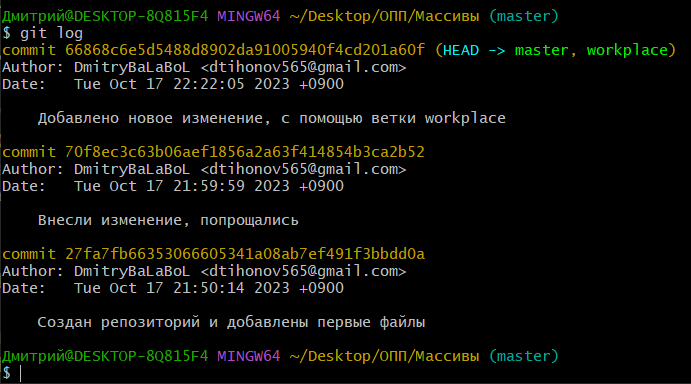 Дмитрий@DESKTOP-8Q815F4 MINGW64 ~/Desktop/ОПП/Массивы (master)
$ git log
commit 66868c6e5d5488d8902da91005940f4cd201a60f (HEAD -> master, workplace)
Author: DmitryBaLaBoL <dtihonov565@gmail.com>
Date:   Tue Oct 17 22:22:05 2023 +0900

    Добавлено новое изменение, с помощью ветки workplace

commit 70f8ec3c63b06aef1856a2a63f414854b3ca2b52
Author: DmitryBaLaBoL <dtihonov565@gmail.com>
Date:   Tue Oct 17 21:59:59 2023 +0900

    Внесли изменение, попрощались

commit 27fa7fb66353066605341a08ab7ef491f3bbdd0a
Author: DmitryBaLaBoL <dtihonov565@gmail.com>
Date:   Tue Oct 17 21:50:14 2023 +0900

    Создан репозиторий и добавлены первые файлы

Дмитрий@DESKTOP-8Q815F4 MINGW64 ~/Desktop/ОПП/Массивы (master)
$